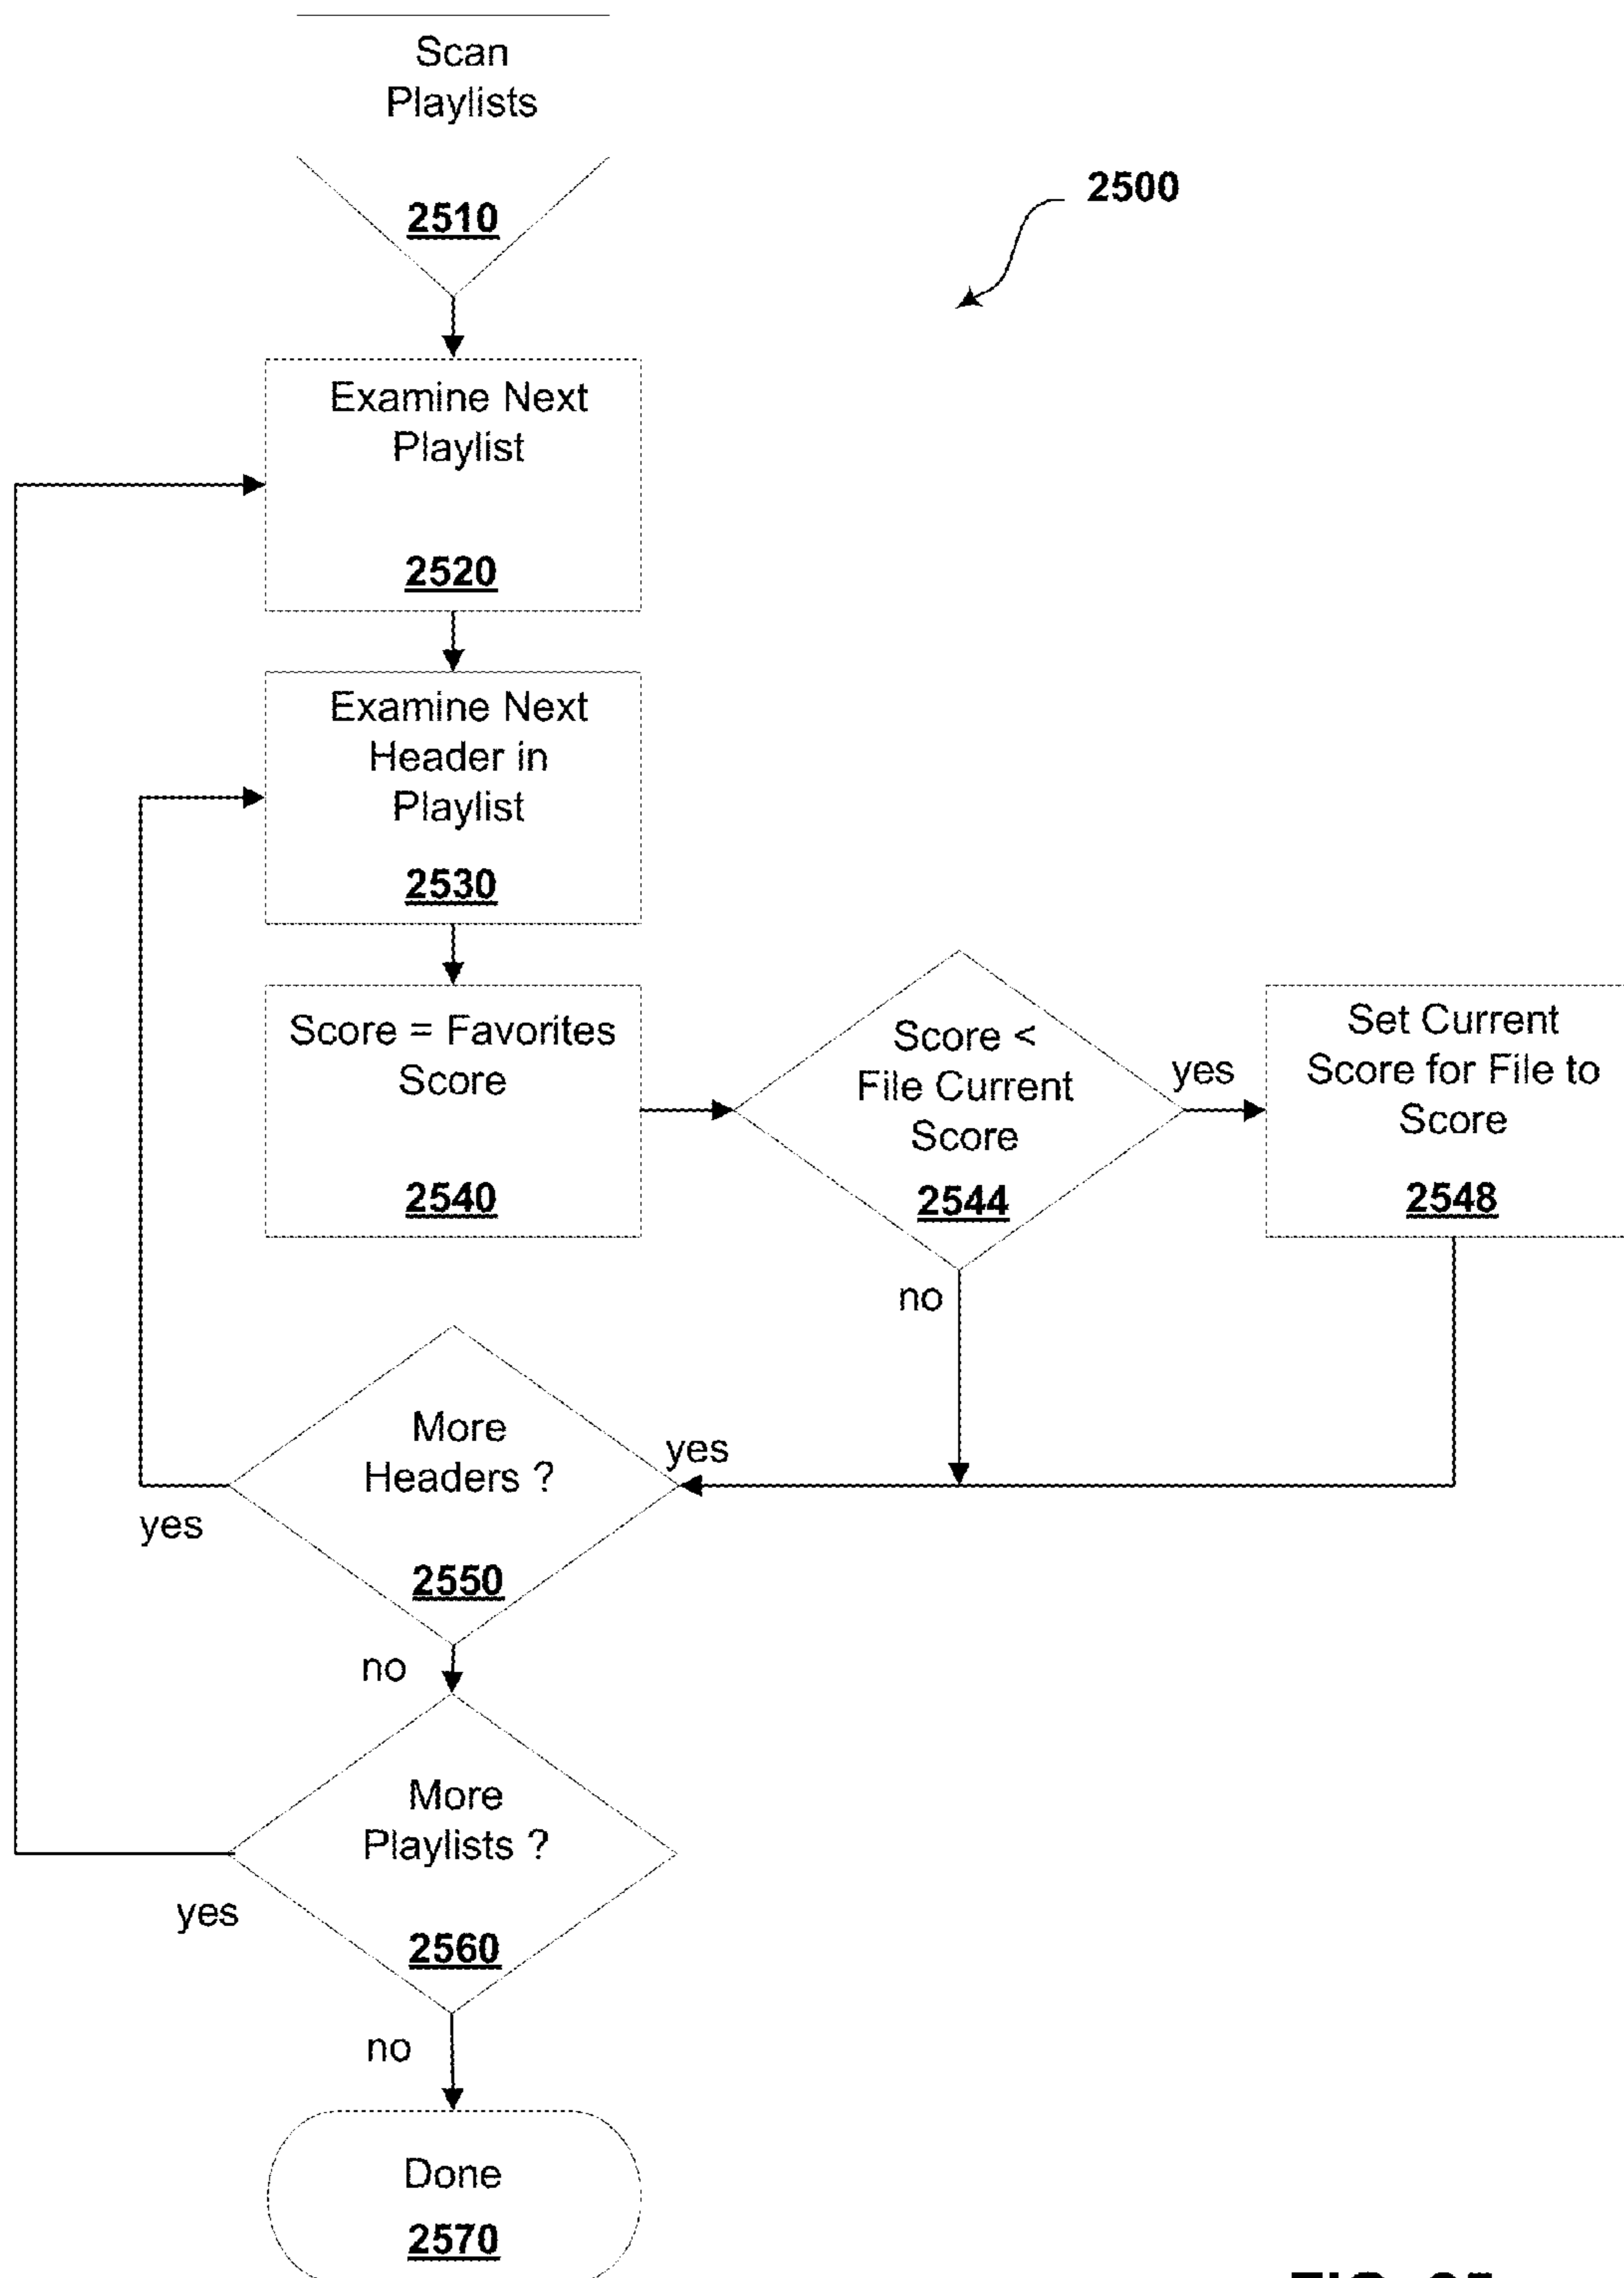 Scan
Playlists
2510
2500
Examine Next
Playlist
2520
Examine Next
Header in
Playlist
2530
Score = Favorites
Score
2540
Score <
File Current
Score
2544
yes
Set Current
Score for File to
Score
2548
no
More
Headers ?
2550
yes
yes
no
More
Playlists ?
2560
yes
no
Done
2570